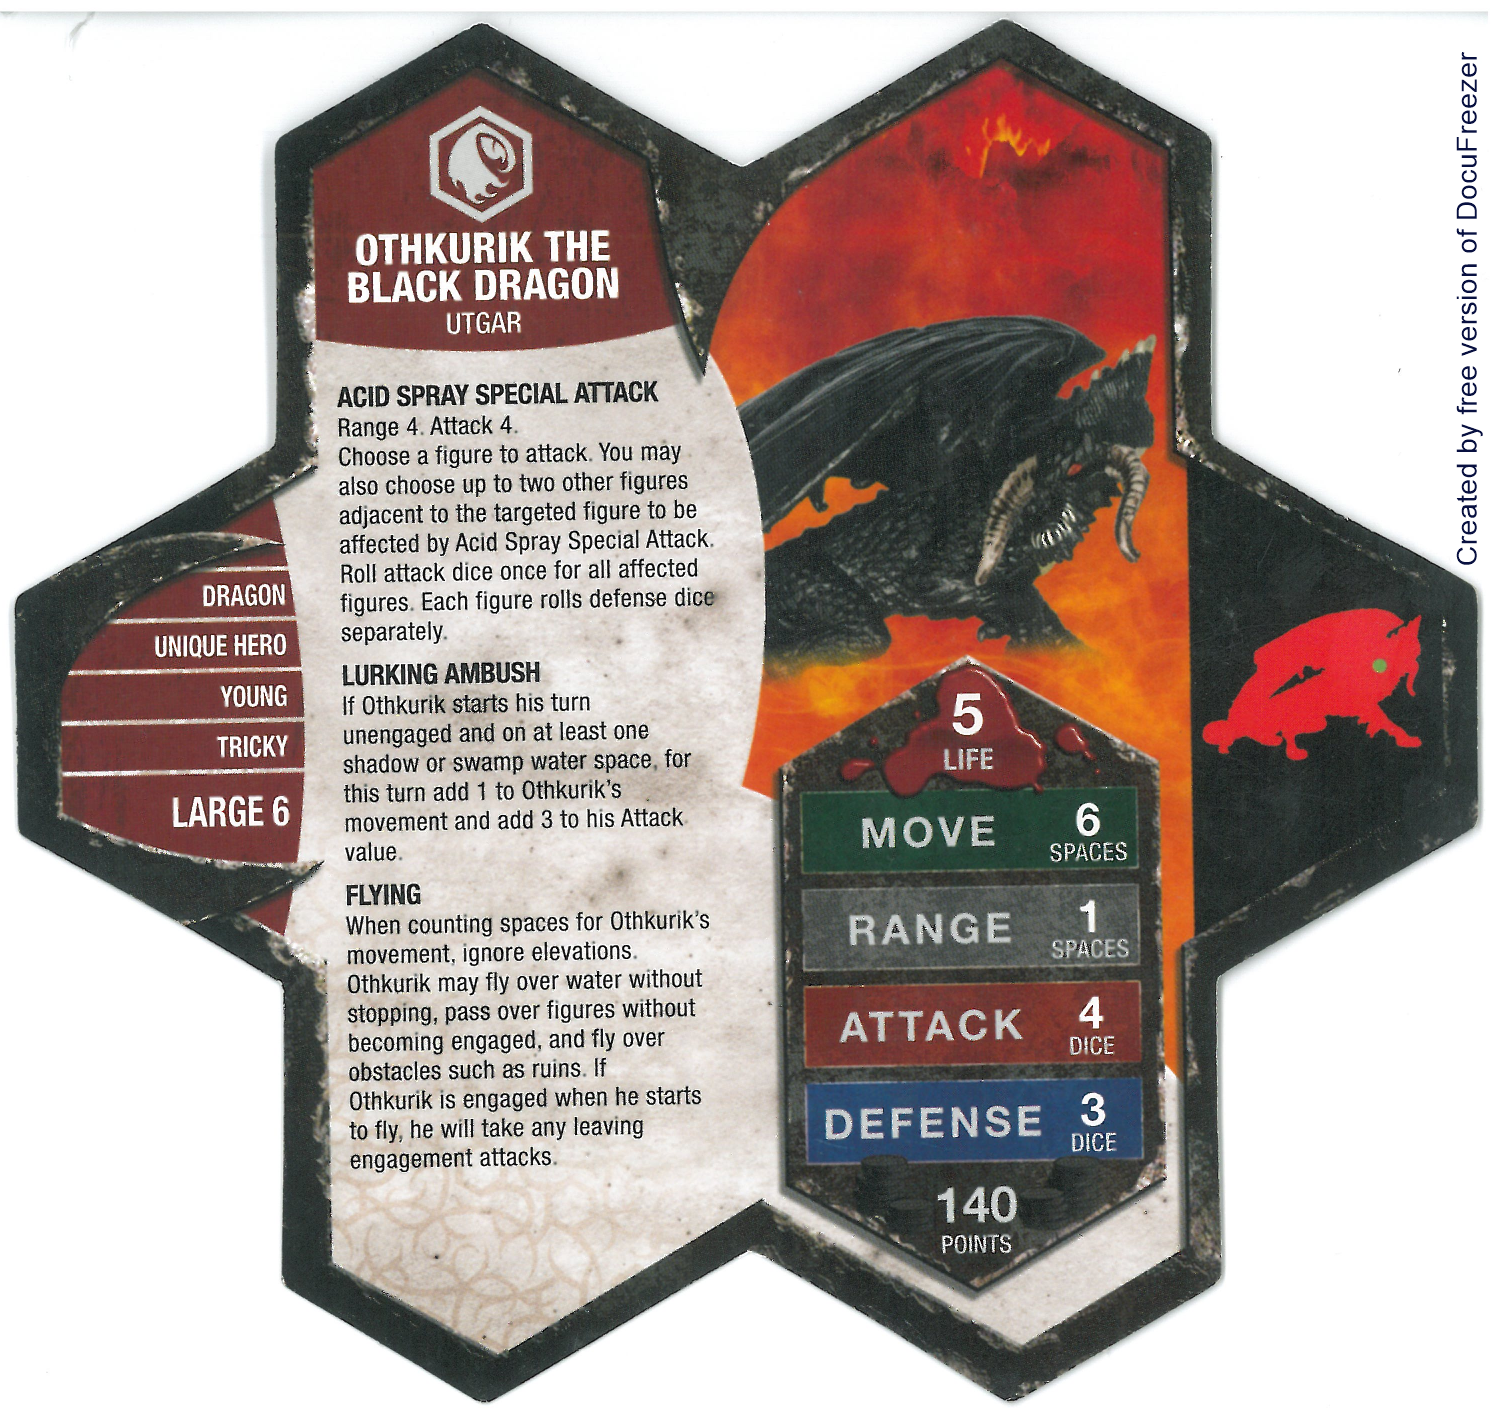 OTHKURIK THE
BLACK DRAGON
UTGAR
ACID SPRAY SPECIAL ATTACK
Range 4. Attack 4.
Choose a figure to attack. You may
also choose up to two other figures
adjacent to the targeted figure to be
affected by Acid Spray Special Attack.
Roll attack dice once for all affected
figures. Each figure rolls defense dice
separately.
LURKING AMBUSH
If Othkurik starts his turn
unengaged and on at least one
shadow or swamp water space, for
this turn add 1 to Othkurik's
movement and add 3 to his Attack
value.
FLYING
When counting spaces for Othkurik's
movement, ignore elevations.
Othkurik may fly over water without
stopping, pass over figures without
becoming engaged, and fly over
obstacles such as ruins. If
Othkurik is engaged when he starts
to fly, he will take any leaving
engagement attacks.
DRAGON
UNIQUE HERO
YOUNG
TRICKY
LARGE 6
5
LIFE
MOVE 6
SPACES
RANGE 1
SPACES
ATTACK 4
DICE
DEFENSE 3
DICE
140
POINTS
Created by free version of DocuFreezer